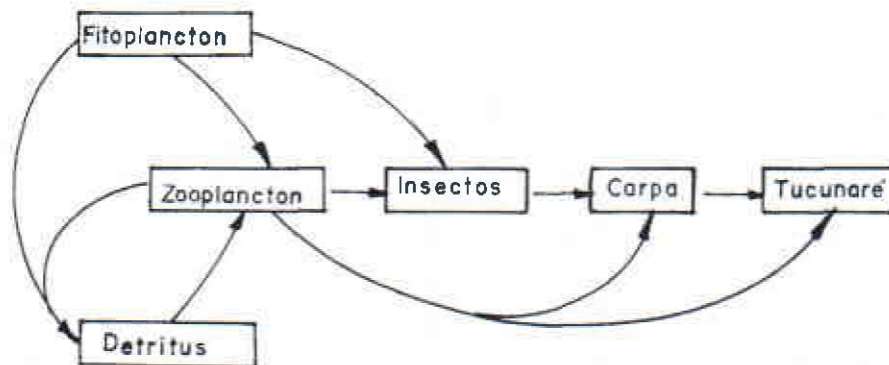 Fitoplancton
Zooplancton
Insectos
Carpa
Tucunaré
Detritus